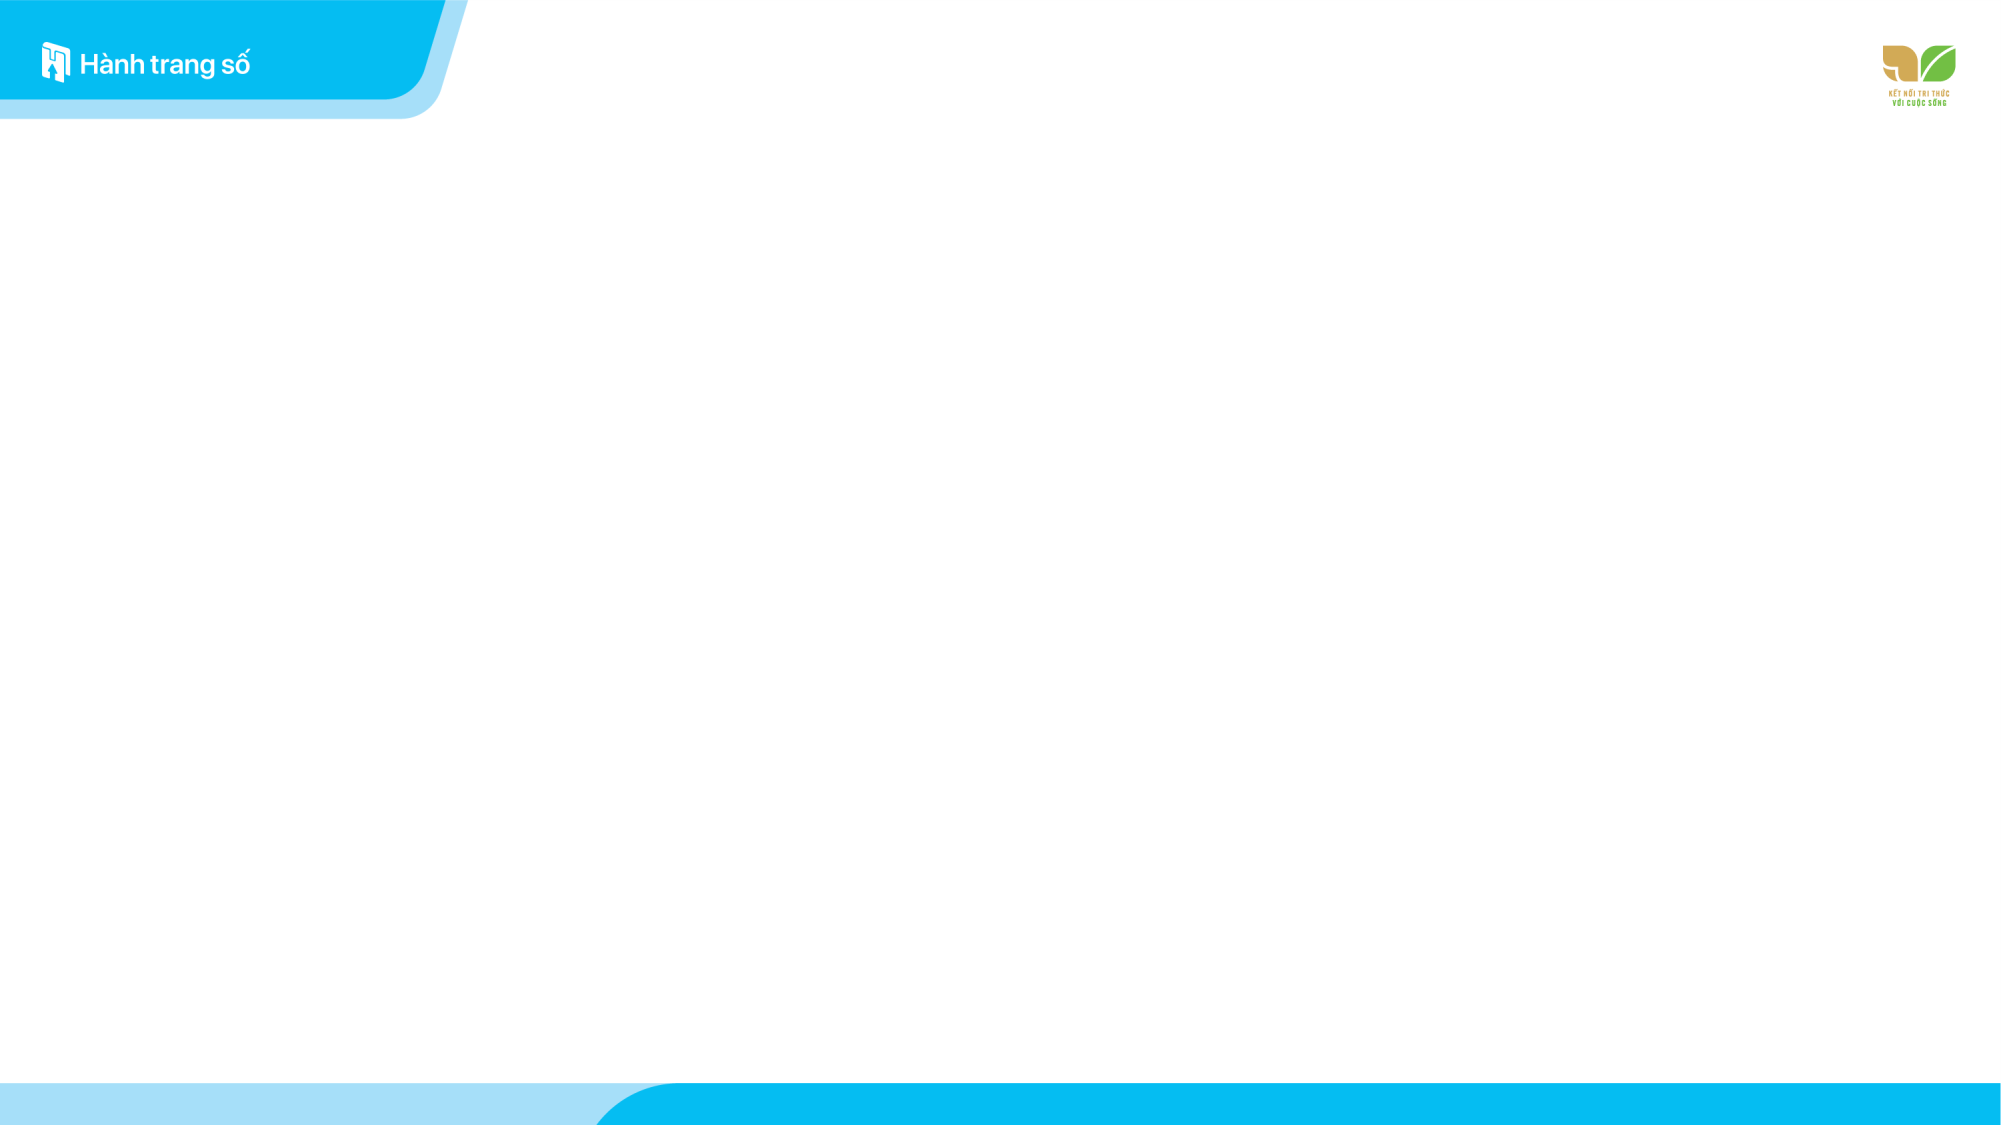 Hành trang số
KẾT NỐI TRI THỨC
VỚI CUỘC SỐNG